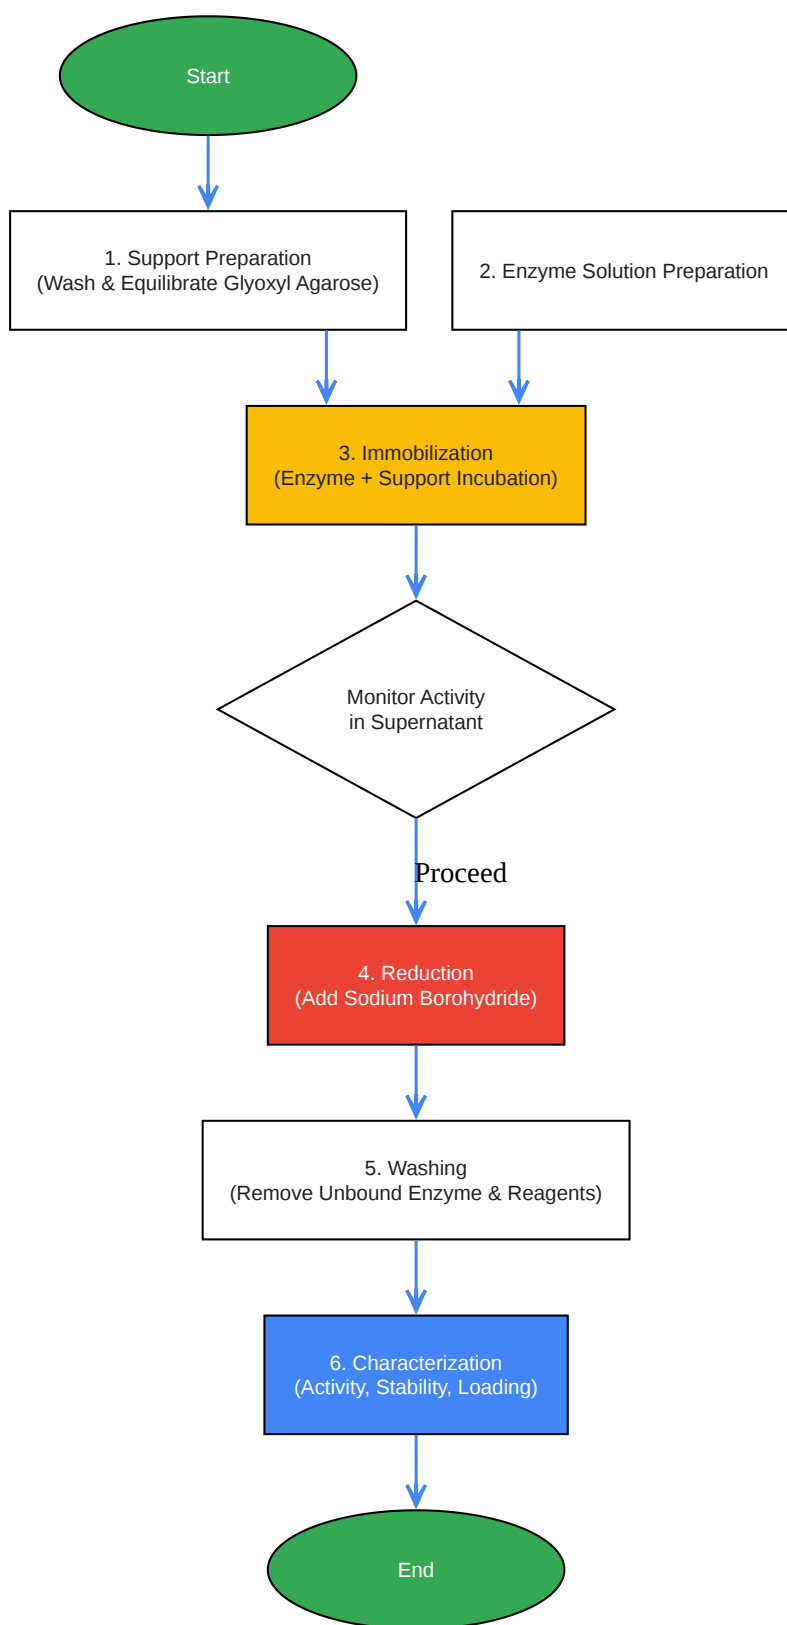 Start
1. Support Preparation
(Wash & Equilibrate Glyoxyl Agarose)
2. Enzyme Solution Preparation
3. Immobilization
(Enzyme + Support Incubation)
Monitor Activity
in Supernatant
Proceed
4. Reduction
(Add Sodium Borohydride)
5. Washing
(Remove Unbound Enzyme & Reagents)
6. Characterization
(Activity, Stability, Loading)
End